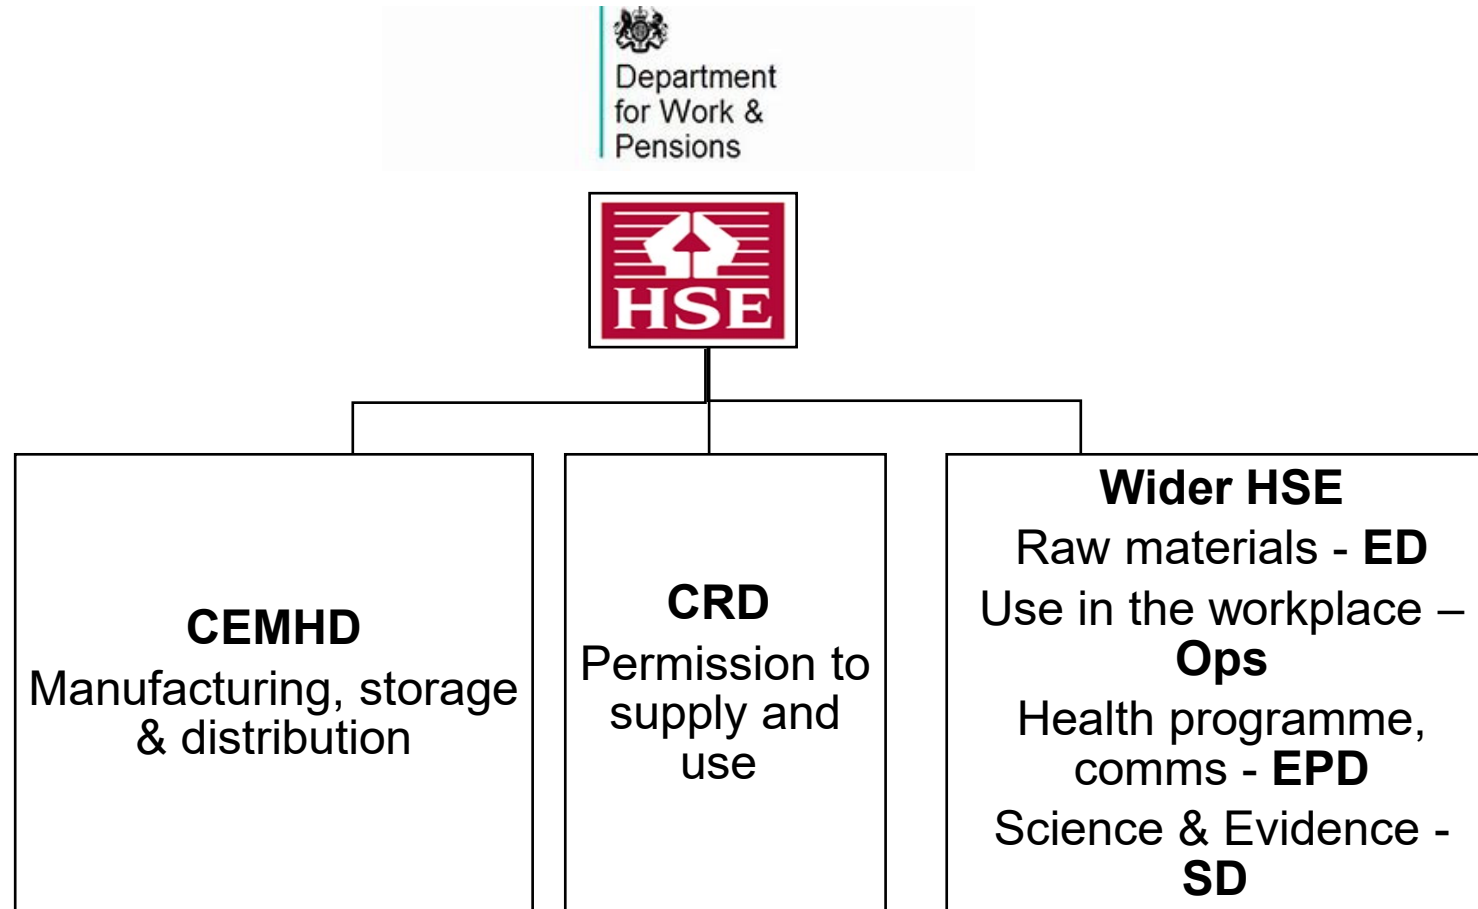 Department
for Work &
Pensions
HSE
CEMHD
Manufacturing, storage
& distribution
CRD
Permission to
supply and
use
Wider HSE
Raw materials - ED
Use in the workplace –
Ops
Health programme,
comms - EPD
Science & Evidence -
SD